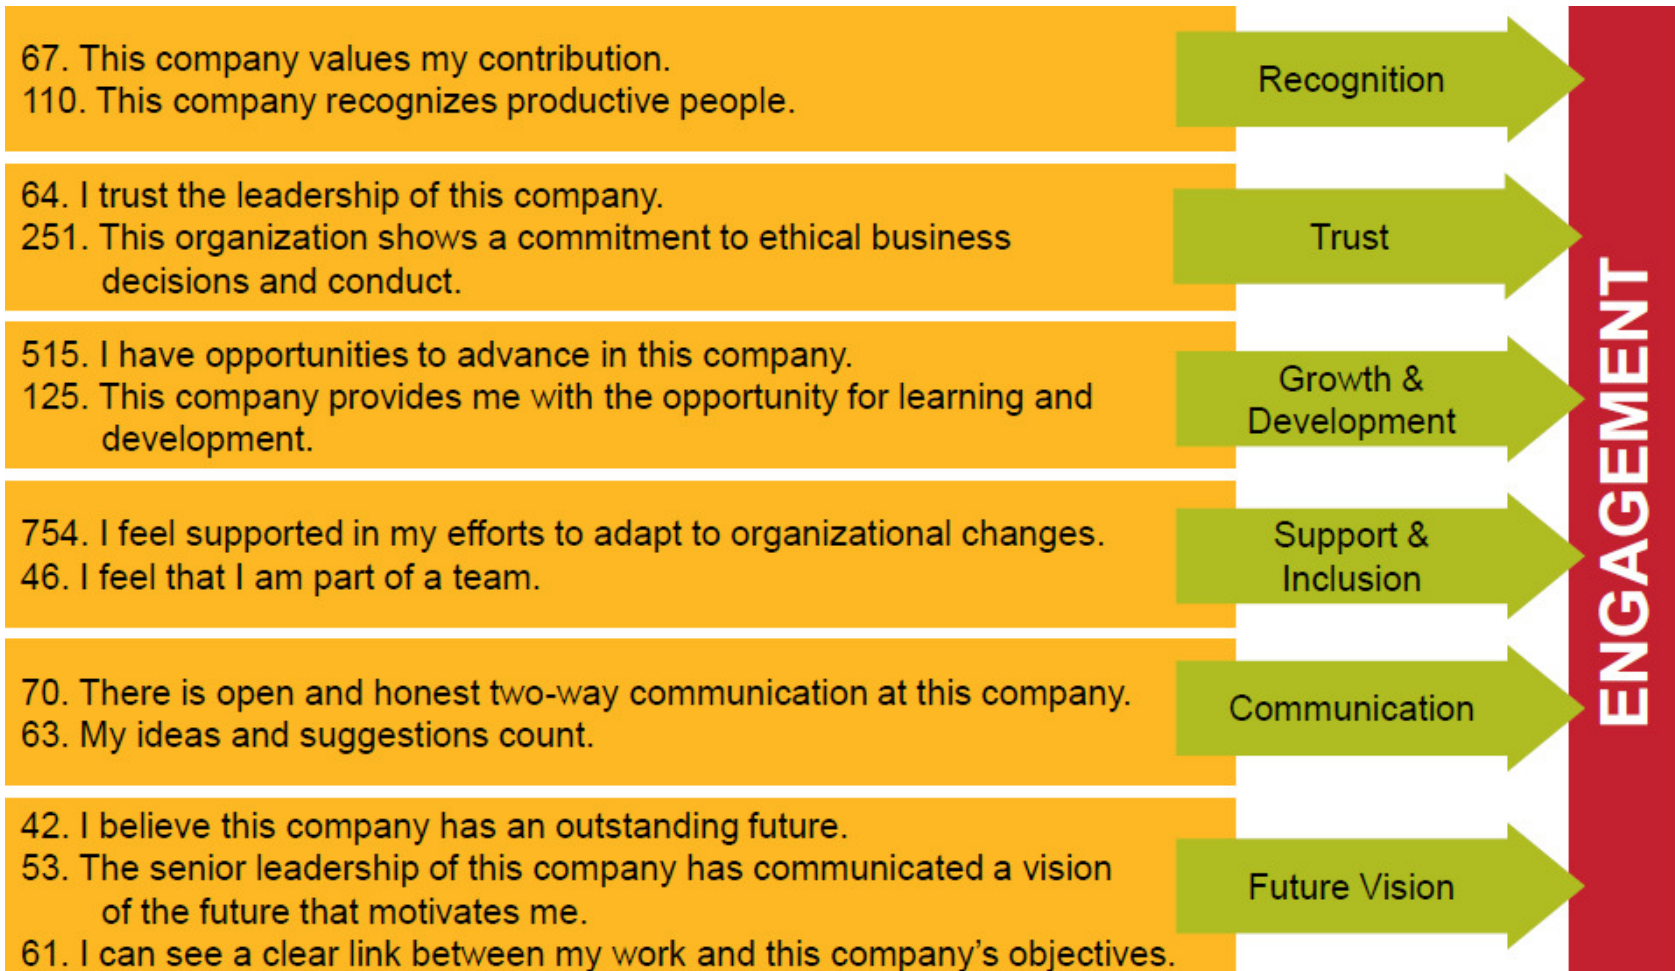 67. This company values my contribution.
110. This company recognizes productive people.
Recognition
64. I trust the leadership of this company.
251. This organization shows a commitment to ethical business
decisions and conduct.
Trust
515. I have opportunities to advance in this company.
125. This company provides me with the opportunity for learning and
development.
Growth &
Development
754. I feel supported in my efforts to adapt to organizational changes.
46. I feel that I am part of a team.
Support &
Inclusion
70. There is open and honest two-way communication at this company.
63. My ideas and suggestions count.
Communication
42. I believe this company has an outstanding future.
53. The senior leadership of this company has communicated a vision
of the future that motivates me.
61. I can see a clear link between my work and this company's objectives.
Future Vision
ENGAGEMENT